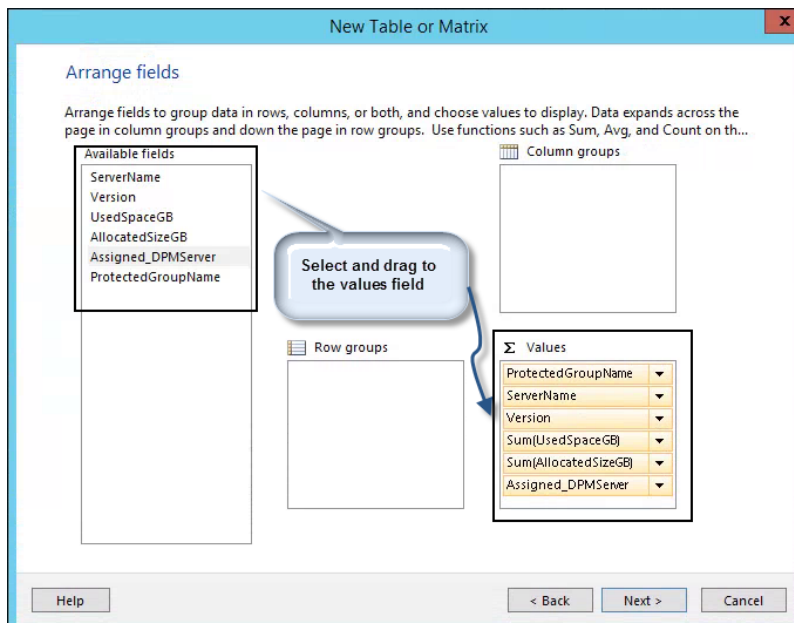 New Table or Matrix
x
Arrange fields
Arrange fields to group data in rows, columns, or both, and choose values to display. Data expands across the
page in column groups and down the page in row groups. Use functions such as Sum, Avg, and Count on th...
Available fields
ServerName
Version
UsedSpaceGB
AllocatedSizeGB
Assigned_DPMServer
ProtectedGroupName
Column groups
Select and drag to
the values field
Row groups
Σ Values
ProtectedGroupName
ServerName
Version
Sum(UsedSpaceGB)
Sum(AllocatedSizeGB)
Assigned_DPMServer
Help
< Back
Next >
Cancel